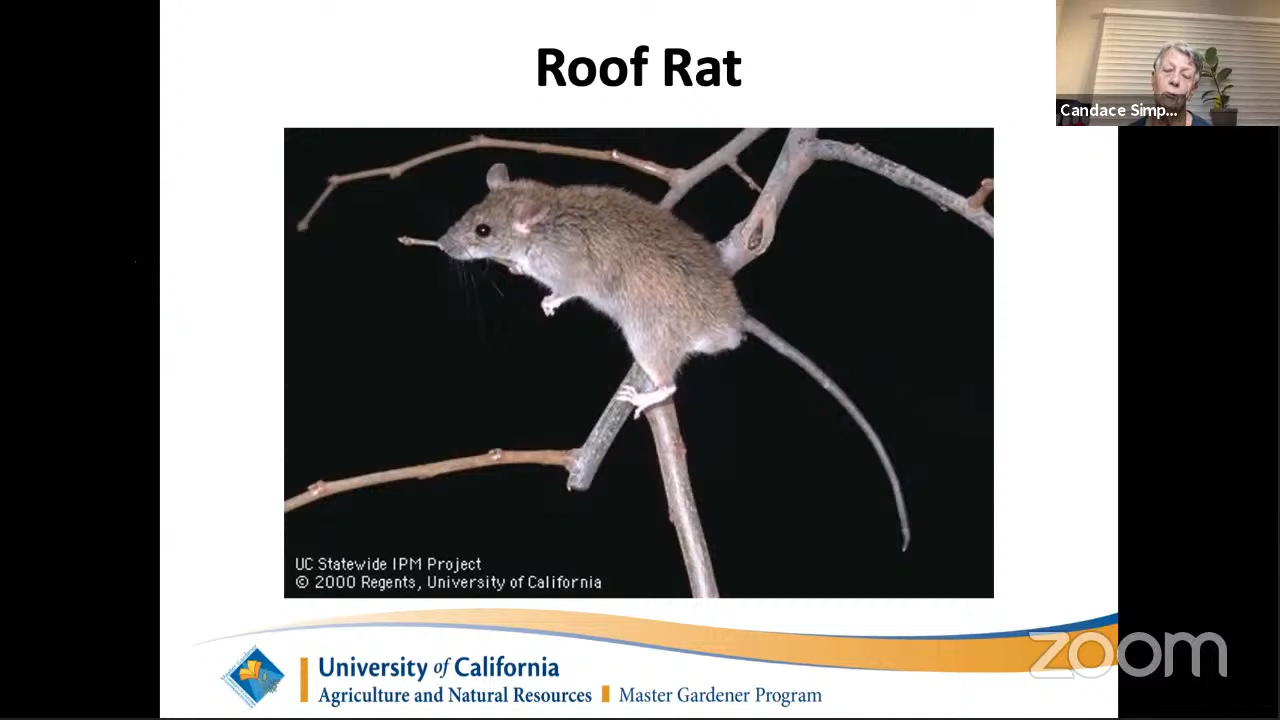 Roof Rat
Candace Simp...
UC Statewide IPM Project
© 2000 Regents, University of California
University of California
Agriculture and Natural Resources Master Gardener Program
zoom